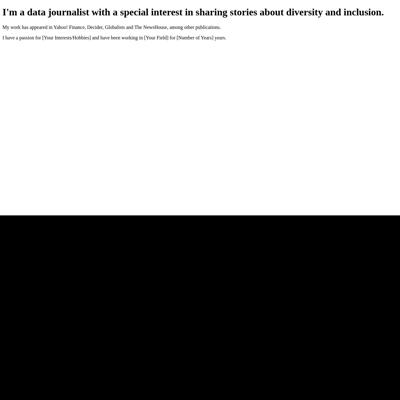 I'm a data journalist with a special interest in sharing stories about diversity and inclusion.
My work has appeared in Yahoo! Finance, Decider, Globalists and The NewsHouse, among other publications.
I have a passion for [Your Interests/Hobbies] and have been working in [Your Field] for [Number of Years] years.